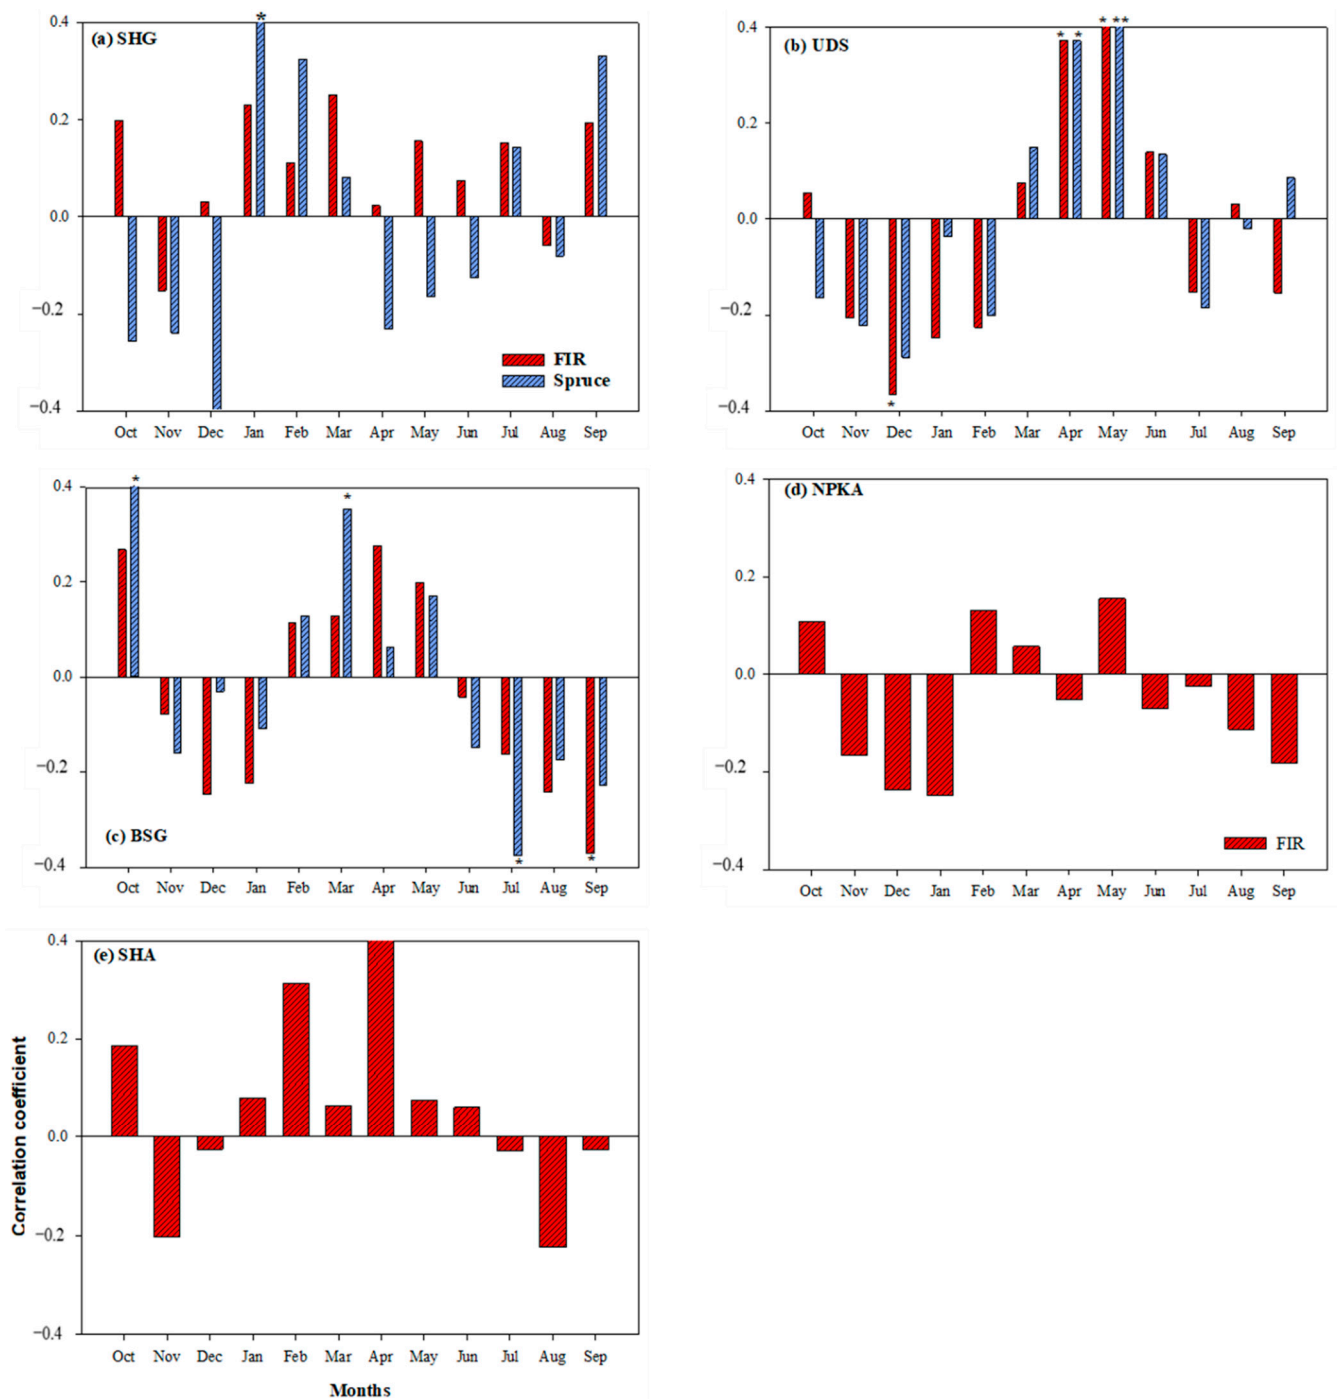 (a) SHG
*
0.4
0.2
0.0
−0.2
−0.4
FIR
Spruce
Oct Nov Dec Jan Feb Mar Apr May Jun Jul Aug Sep
(b) UDS
* * * **
0.4
0.2
0.0
−0.2
−0.4
*
Oct Nov Dec Jan Feb Mar Apr May Jun Jul Aug Sep
(c) BSG
* *
0.4
0.2
0.0
−0.2
−0.4
* *
Oct Nov Dec Jan Feb Mar Apr May Jun Jul Aug Sep
(d) NPKA
0.4
0.2
0.0
−0.2
−0.4
FIR
Oct Nov Dec Jan Feb Mar Apr May Jun Jul Aug Sep
(e) SHA
0.4
0.2
0.0
−0.2
−0.4
Correlation coefficient
Oct Nov Dec Jan Feb Mar Apr May Jun Jul Aug Sep
Months